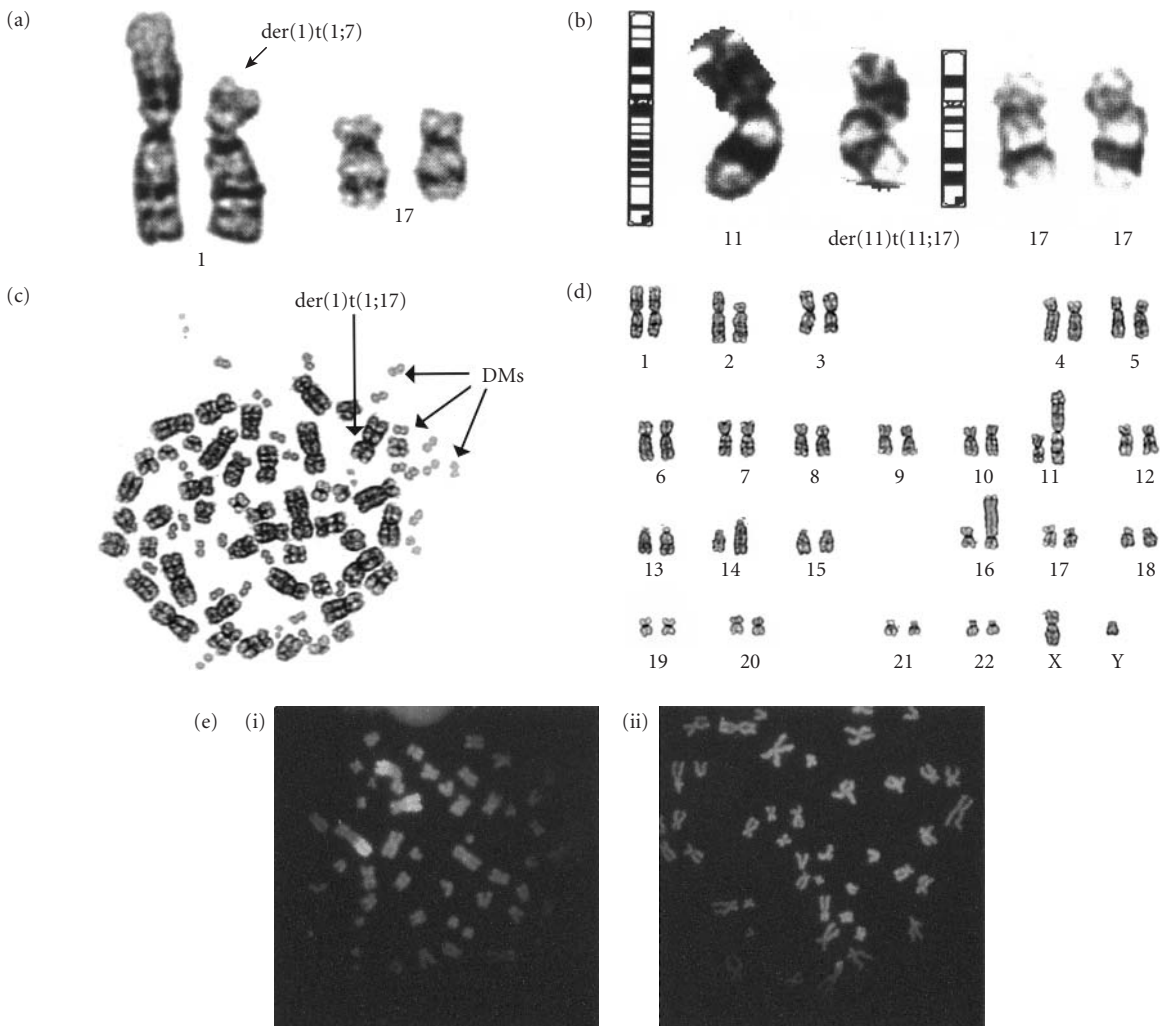 (a)
der(1)t(1;7)
1
17
(b)
11
der(11)t(11;17)
17
17
(c)
der(1)t(1;17)
DMs
(d)
1
2
3
4
5
6
7
8
9
10
11
12
13
14
15
16
17
18
19
20
21
22
X
Y
(e)
(i)
(ii)